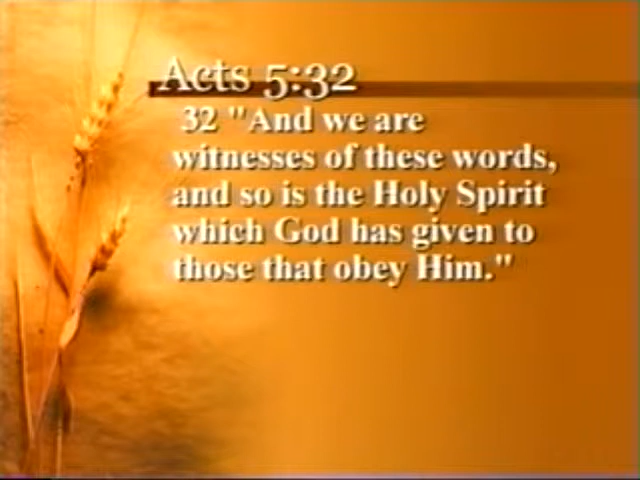 Acts 5:32
32 "And we are
witnesses of these words,
and so is the Holy Spirit
which God has given to
those that obey Him."